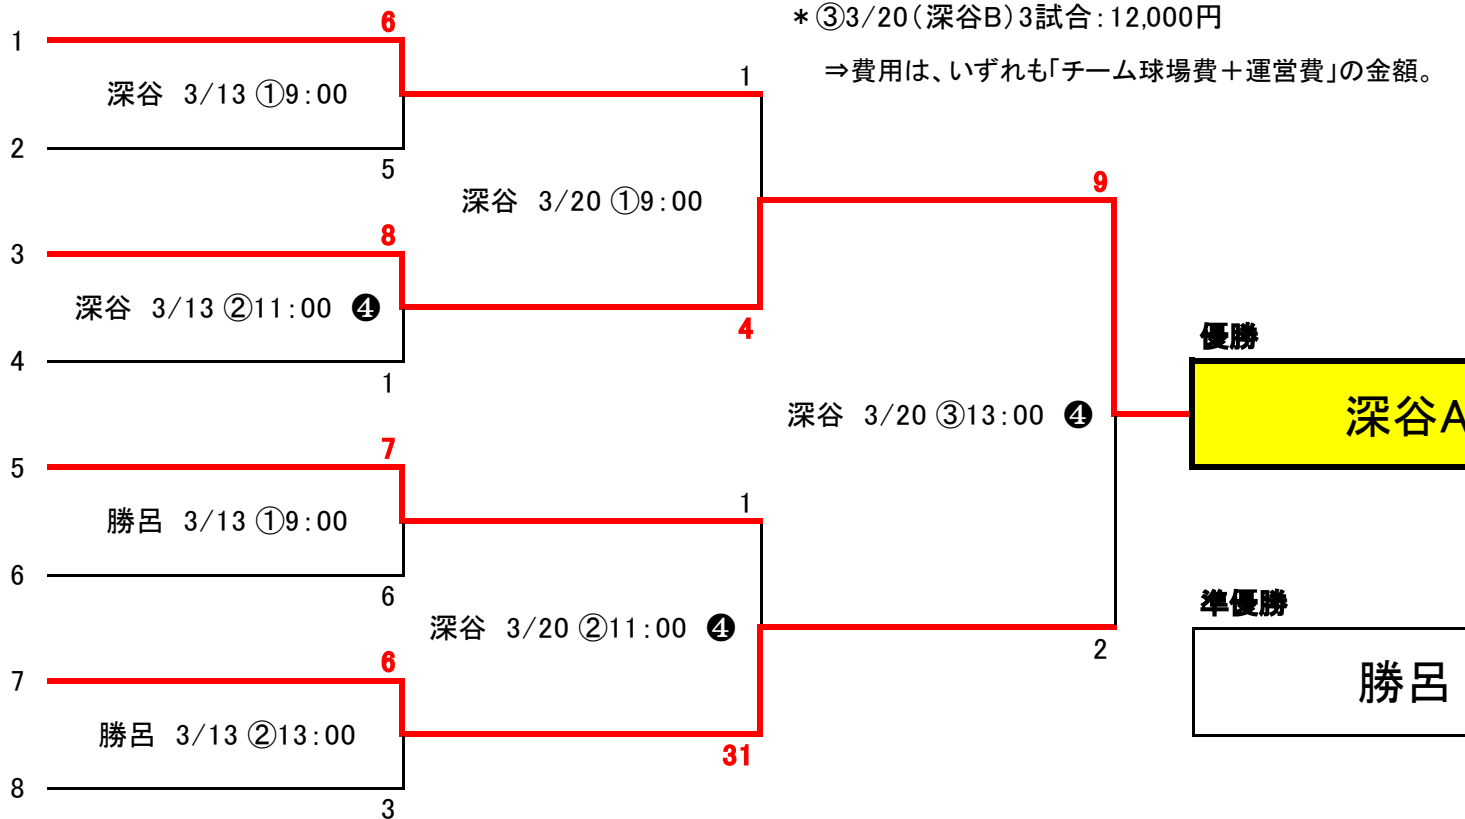 ＊③3/20（深谷B）3試合：12,000円
⇒費用は、いずれも「チーム球場費＋運営費」の金額。
6
1
深谷 3/13 ①9：00
2
5
1
深谷 3/20 ①9：00
8
3
深谷 3/13 ②11：00 ❹
4
1
4
9
深谷 3/20 ③13：00 ❹
優勝
深谷A
7
5
勝呂 3/13 ①9：00
6
6
1
深谷 3/20 ②11：00 ❹
6
7
勝呂 3/13 ②13：00
8
3
31
2
準優勝
勝呂